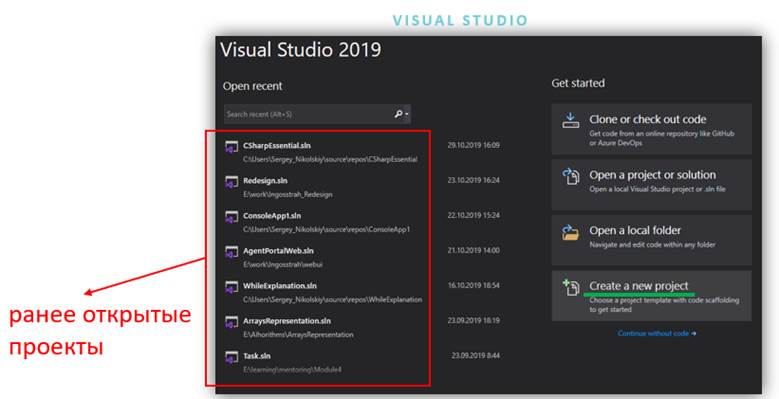 VISUAL STUDIO
Visual Studio 2019
Open recent
Search recent (Alt+S)
CSharpEssential.sln
29.10.2019 16:09
C:\Users\Sergey_Nikolskiy\source\repos\CSharpEssential
Redesign.sln
23.10.2019 16:24
E:\work\Ingosstrah_Redesign
ConsoleApp1.sln
22.10.2019 15:24
C:\Users\Sergey_Nikolskiy\source\repos\ConsoleApp1
AgentPortalWeb.sln
21.10.2019 14:00
E:\work\Ingosstrah\webui
WhileExplanation.sln
16.10.2019 18:54
C:\Users\Sergey_Nikolskiy\source\repos\WhileExplanation
ArraysRepresentation.sln
23.09.2019 18:19
E:\Alhorithms\ArraysRepresentation
Task.sln
23.09.2019 8:44
E:\learning\mentoring\Module4
Get started
Clone or check out code
Get code from an online repository like GitHub
or Azure DevOps
Open a project or solution
Open a local Visual Studio project or .sln file
Open a local folder
Navigate and edit code within any folder
Create a new project
Choose a project template with code scaffolding
to get started
Continue without code →
ранее открытые
проекты